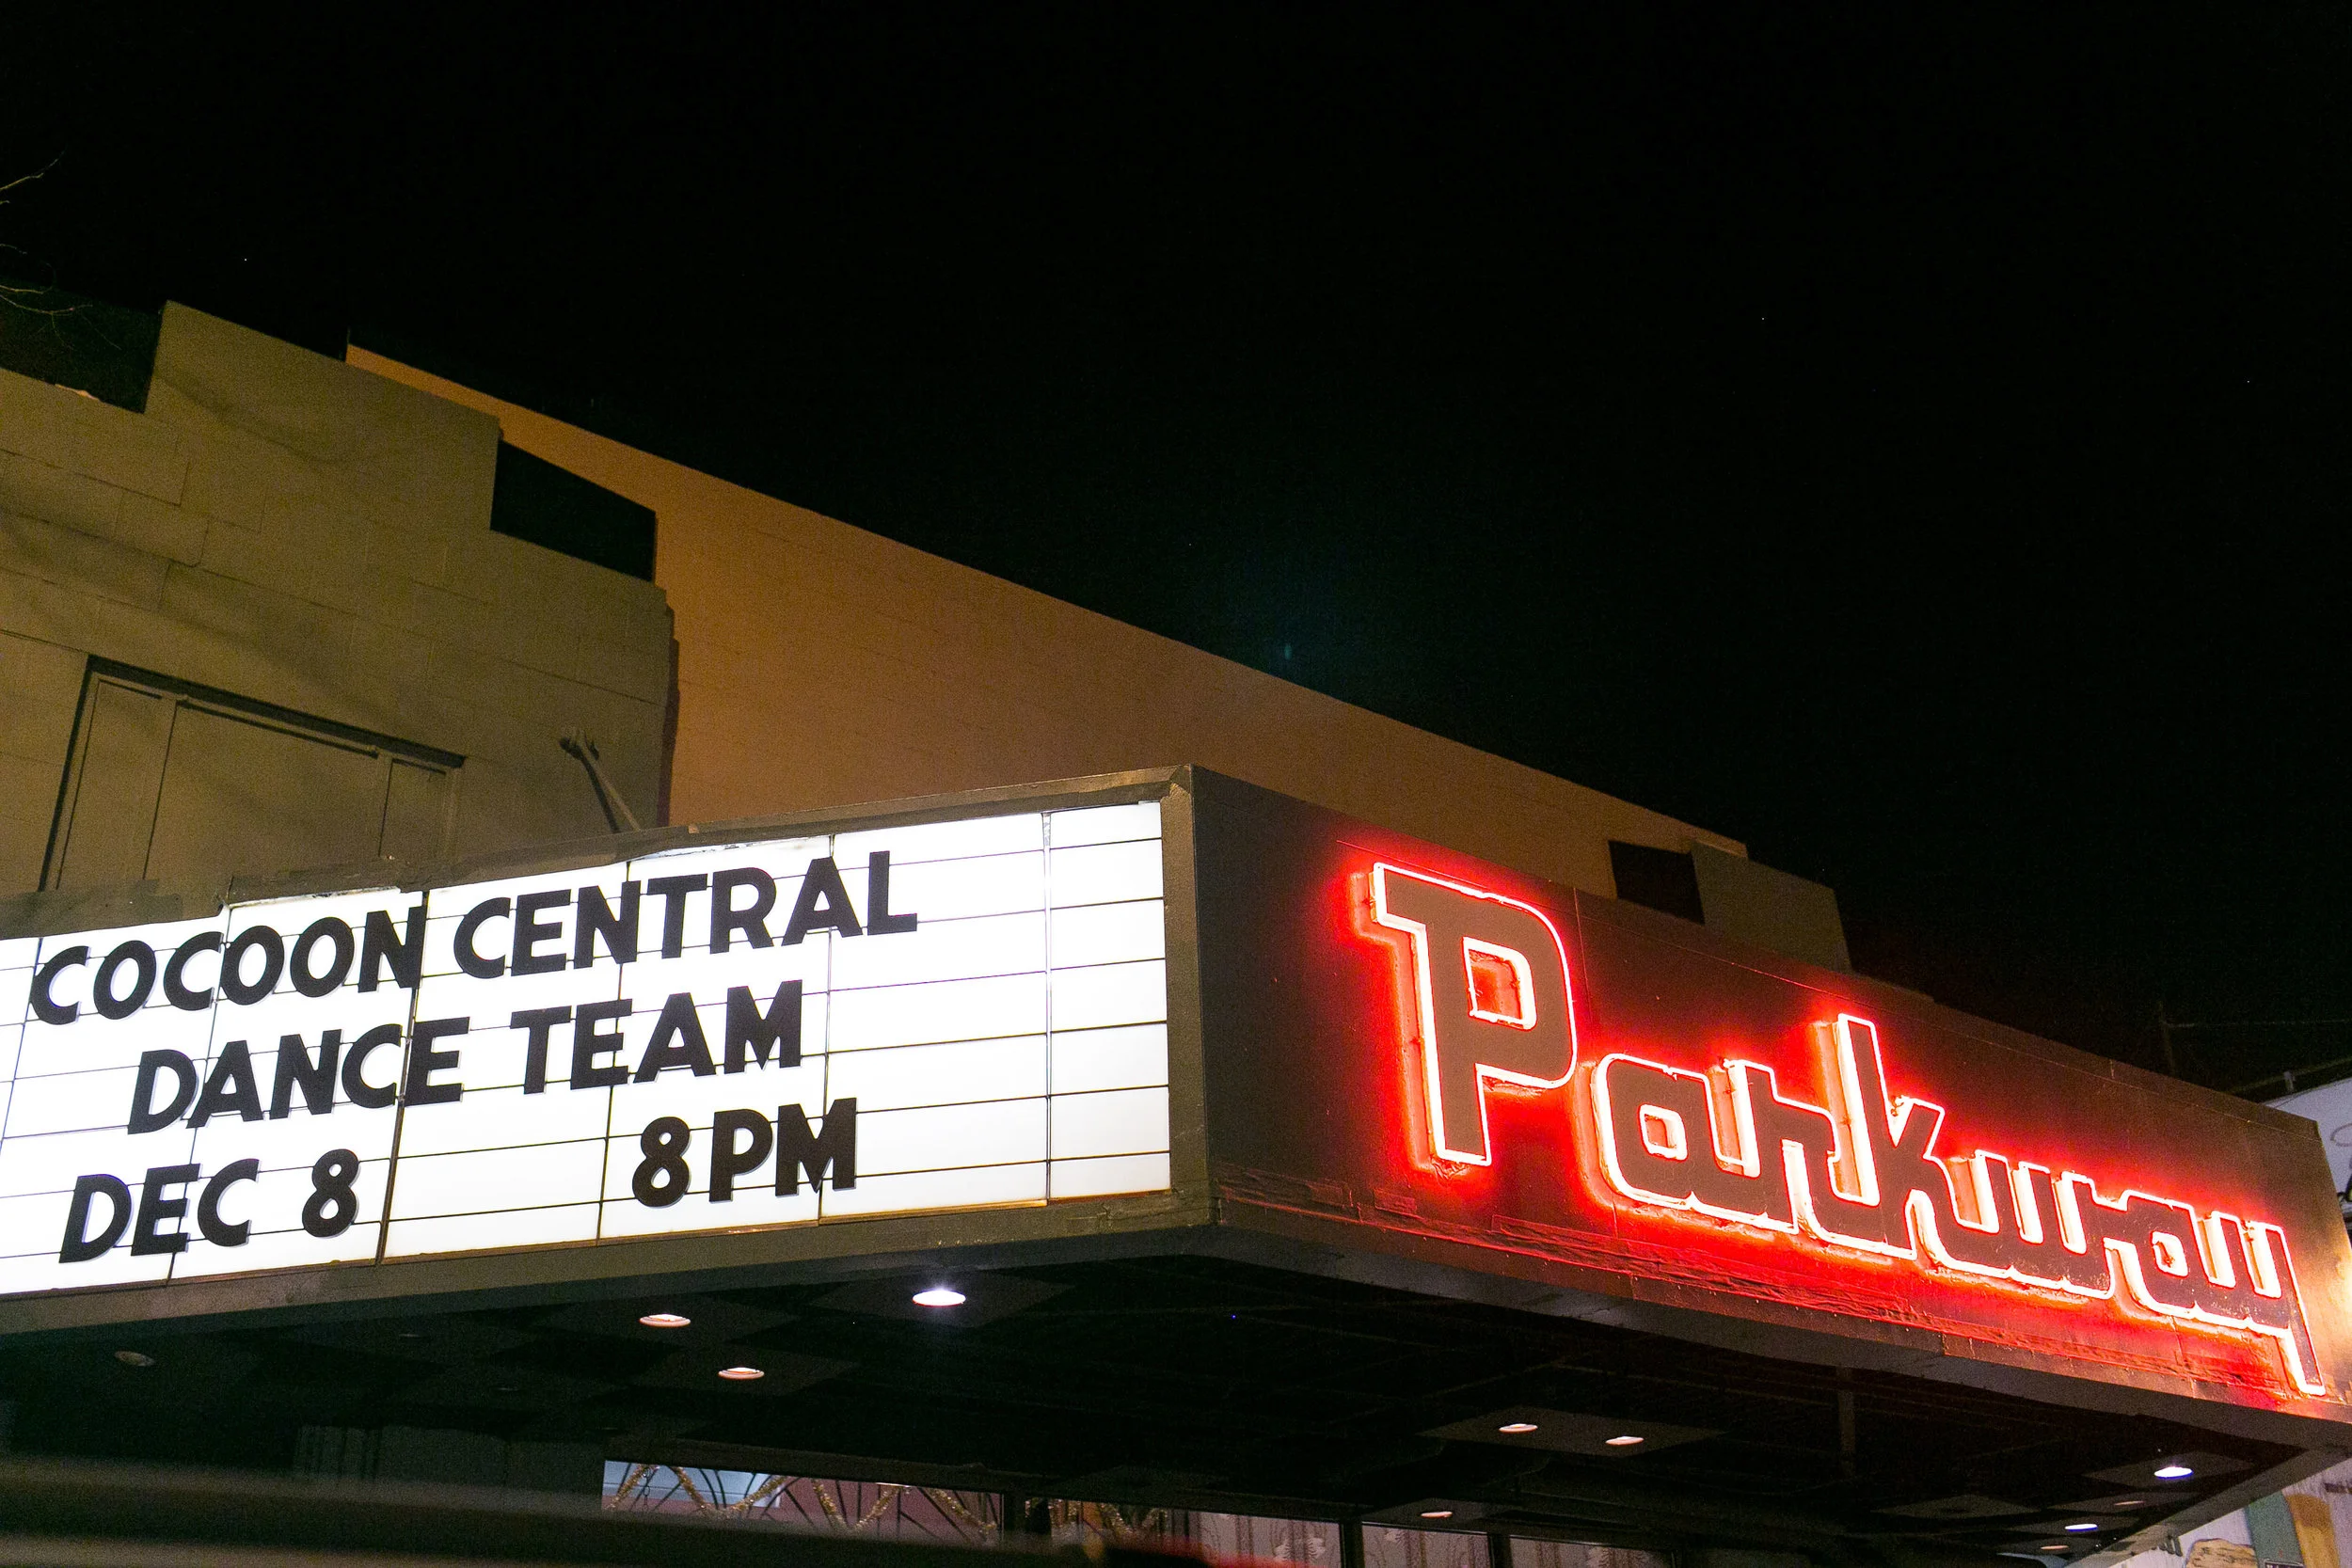 COCOON CENTRAL
DANCE TEAM
DEC 8 8PM
Parkway